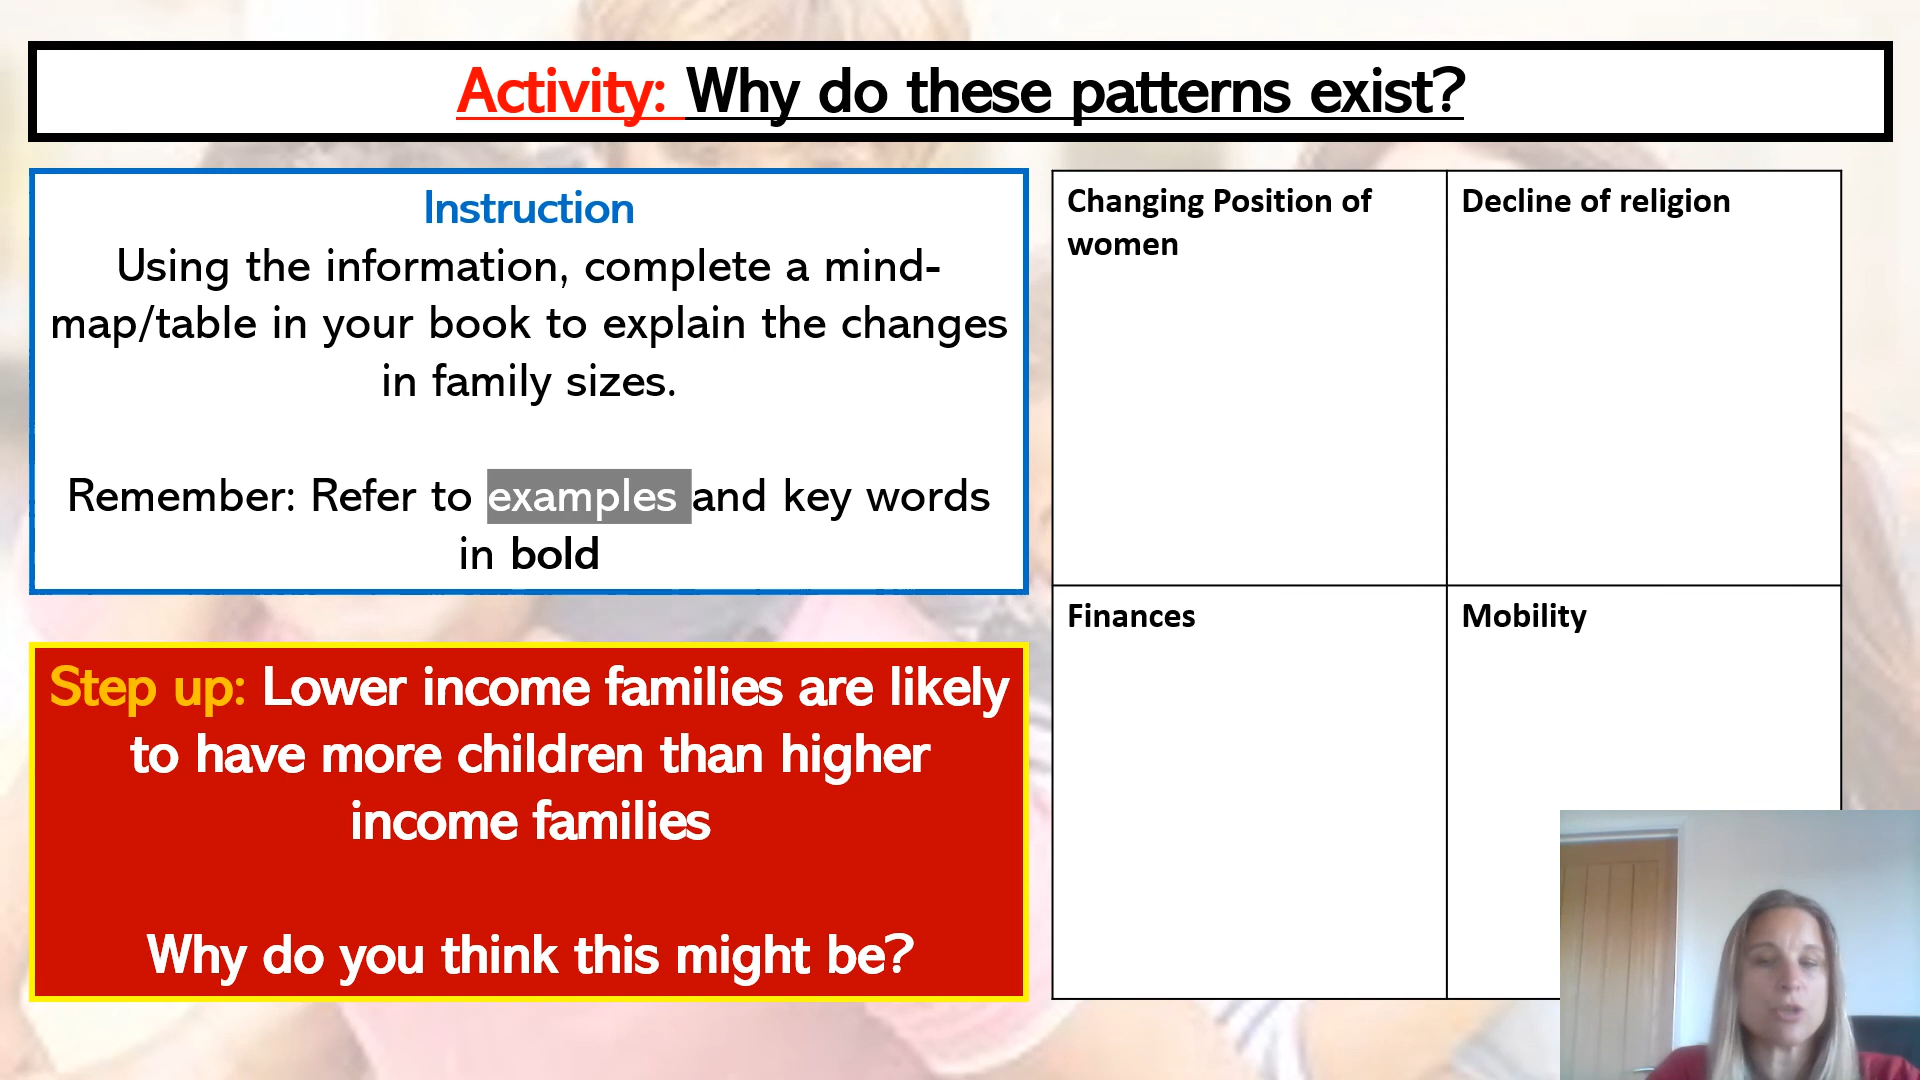 Activity: Why do these patterns exist?
Instruction
Using the information, complete a mind-
map/table in your book to explain the changes
in family sizes.
Remember: Refer to examples and key words
in bold
Step up: Lower income families are likely
to have more children than higher
income families
Why do you think this might be?
Changing Position of
women
Decline of religion
Finances
Mobility